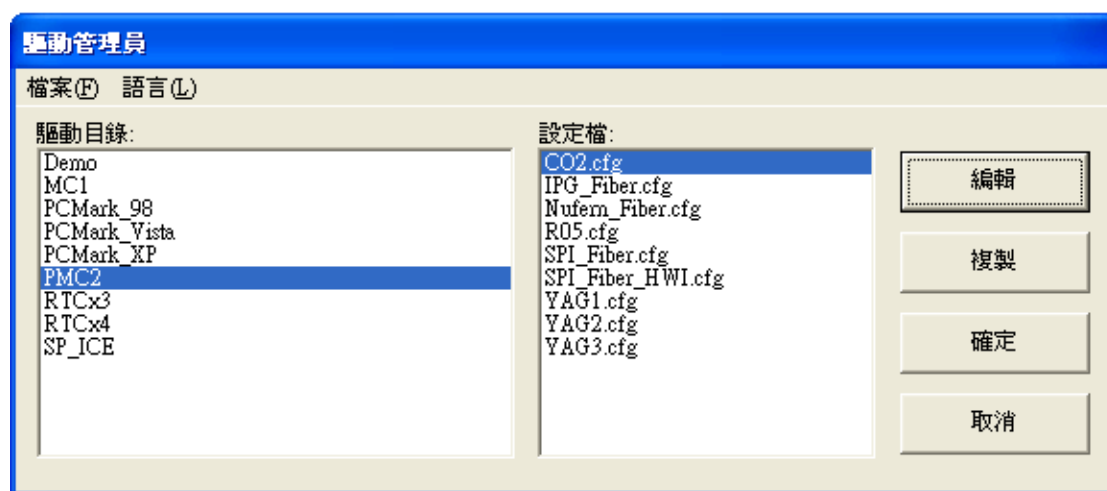 驅動管理員
檔案(F) 語言(L)
驅動目錄:
Demo
MC1
PCMark_98
PCMark_Vista
PCMark_XP
PMC2
RTCx3
RTCx4
SP_ICE
設定檔:
CO2.cfg
IPG_Fiber.cfg
Nufern_Fiber.cfg
R05.cfg
SPI_Fiber.cfg
SPI_Fiber_HWI.cfg
YAG1.cfg
YAG2.cfg
YAG3.cfg
編輯
複製
確定
取消